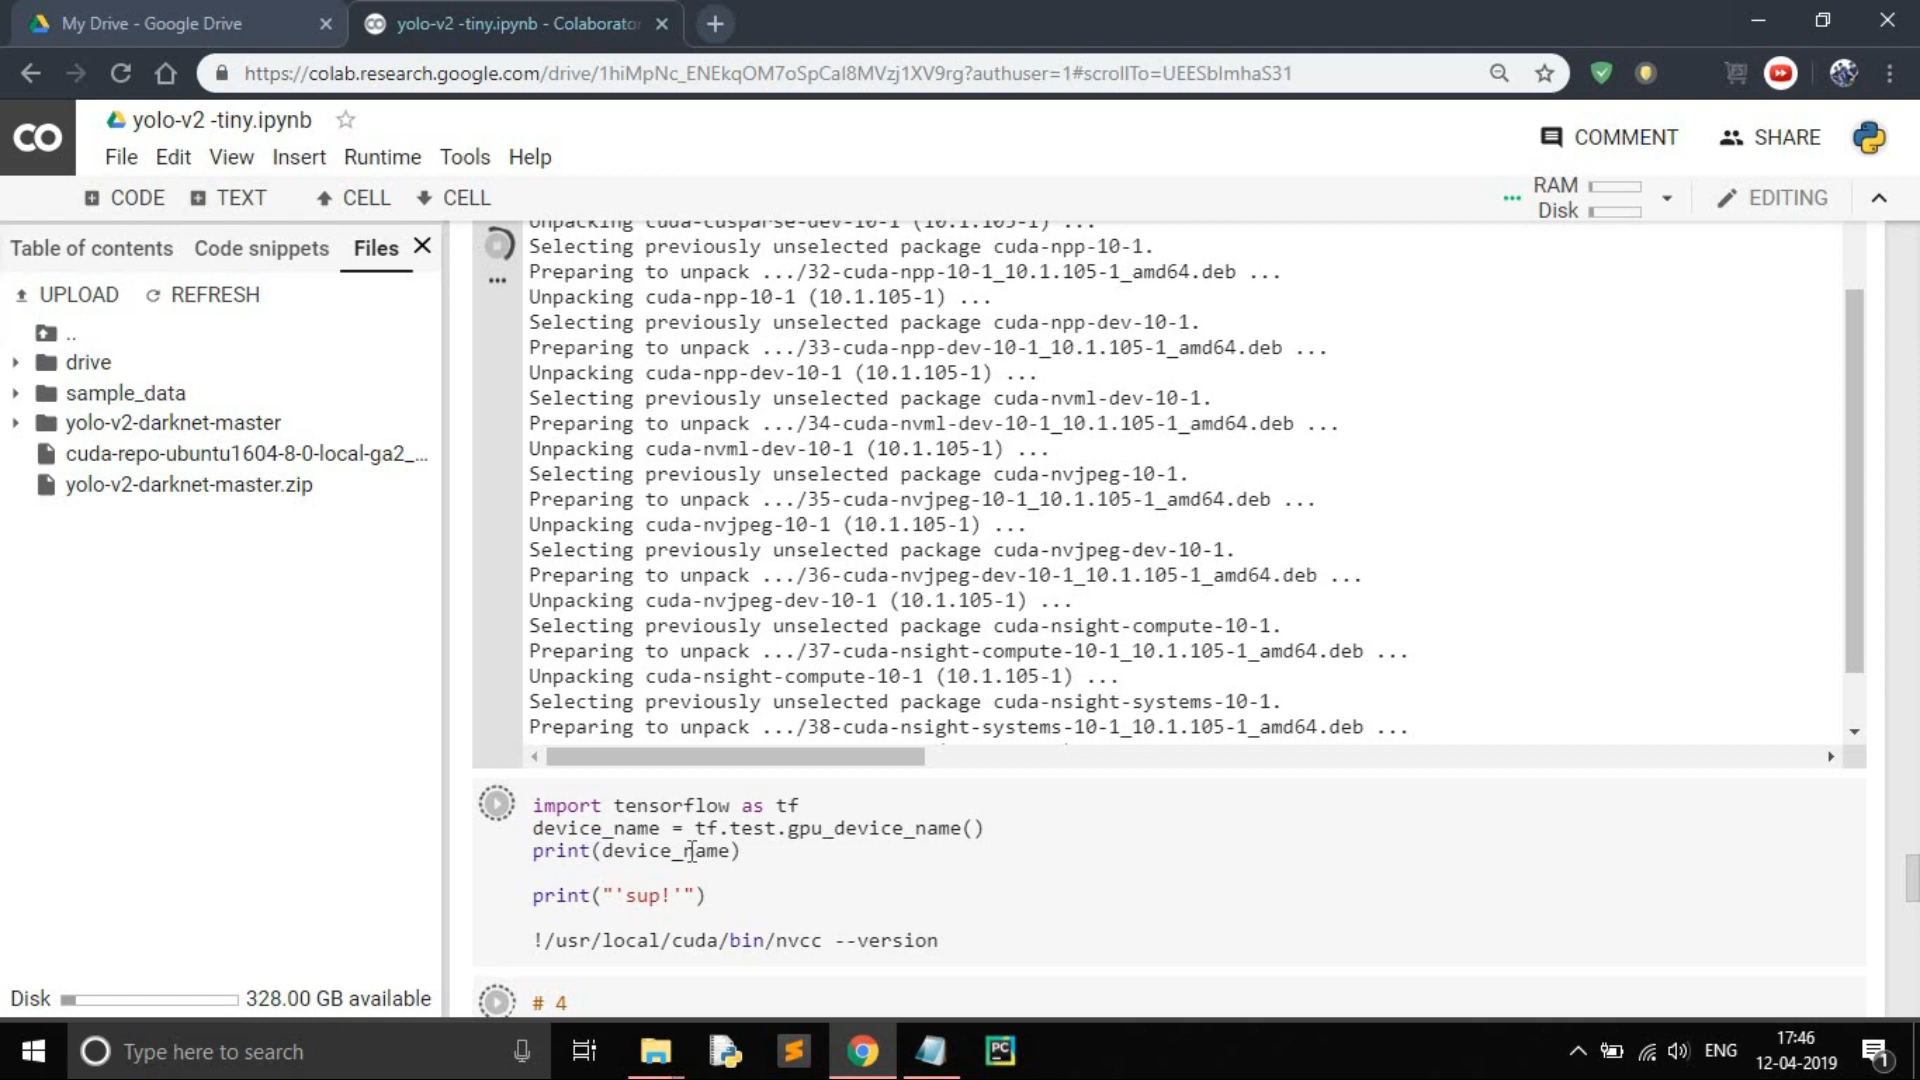 My Drive - Google Drive
yolo-v2 -tiny.ipynb - Colaborator
https://colab.research.google.com/drive/1hiMpNc_ENEkqOM7oSpCaI8MVzj1XV9rg?authuser=1#scrollTo=UEESbImhaS31
CO
yolo-v2 -tiny.ipynb
COMMENT
SHARE
File Edit View Insert Runtime Tools Help
CODE TEXT CELL CELL
RAM
Disk
EDITING
Table of contents Code snippets Files
UPLOAD REFRESH
..
drive
sample_data
yolo-v2-darknet-master
cuda-repo-ubuntu1604-8-0-local-ga2_...
yolo-v2-darknet-master.zip
Disk 328.00 GB available
Unpacking cuda-cusparse-dev-10-1 (10.1.105-1) ...
Selecting previously unselected package cuda-npp-10-1.
Preparing to unpack .../32-cuda-npp-10-1_10.1.105-1_amd64.deb ...
Unpacking cuda-npp-10-1 (10.1.105-1) ...
Selecting previously unselected package cuda-npp-dev-10-1.
Preparing to unpack .../33-cuda-npp-dev-10-1_10.1.105-1_amd64.deb ...
Unpacking cuda-npp-dev-10-1 (10.1.105-1) ...
Selecting previously unselected package cuda-nvml-dev-10-1.
Preparing to unpack .../34-cuda-nvml-dev-10-1_10.1.105-1_amd64.deb ...
Unpacking cuda-nvml-dev-10-1 (10.1.105-1) ...
Selecting previously unselected package cuda-nvjpeg-10-1.
Preparing to unpack .../35-cuda-nvjpeg-10-1_10.1.105-1_amd64.deb ...
Unpacking cuda-nvjpeg-10-1 (10.1.105-1) ...
Selecting previously unselected package cuda-nvjpeg-dev-10-1.
Preparing to unpack .../36-cuda-nvjpeg-dev-10-1_10.1.105-1_amd64.deb ...
Unpacking cuda-nvjpeg-dev-10-1 (10.1.105-1) ...
Selecting previously unselected package cuda-nsight-compute-10-1.
Preparing to unpack .../37-cuda-nsight-compute-10-1_10.1.105-1_amd64.deb ...
Unpacking cuda-nsight-compute-10-1 (10.1.105-1) ...
Selecting previously unselected package cuda-nsight-systems-10-1.
Preparing to unpack .../38-cuda-nsight-systems-10-1_10.1.105-1_amd64.deb ...
import tensorflow as tf
device_name = tf.test.gpu_device_name()
print(device_name)
print("'sup!'")
!/usr/local/cuda/bin/nvcc --version
# 4
Type here to search
PC
ENG
17:46
12-04-2019
1